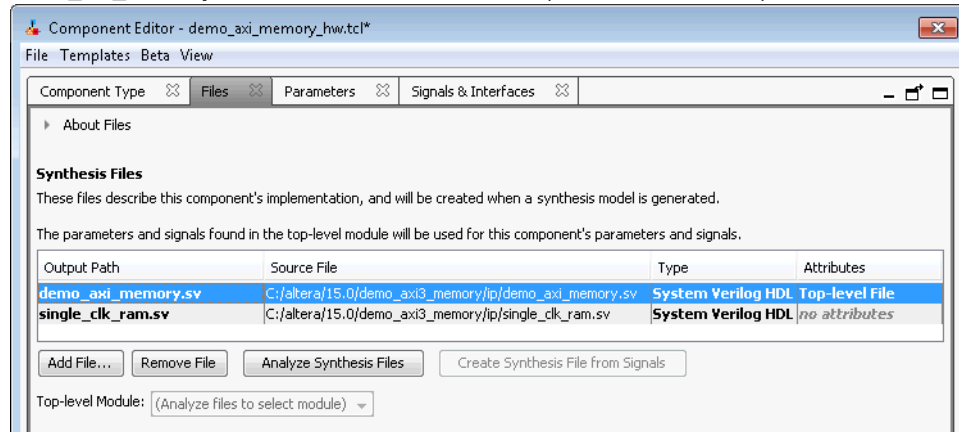 Component Editor - demo_axi_memory_hw.tcl*
File Templates Beta View
Component Type Files Parameters Signals & Interfaces
About Files
Synthesis Files
These files describe this component's implementation, and will be created when a synthesis model is generated.
The parameters and signals found in the top-level module will be used for this component's parameters and signals.
Output Path Source File Type Attributes
demo_axi_memory.sv C:/altera/15.0/demo_axi3_memory/ip/demo_axi_memory.sv System Verilog HDL Top-level File
single_clk_ram.sv C:/altera/15.0/demo_axi3_memory/ip/single_clk_ram.sv System Verilog HDL no attributes
Add File... Remove File Analyze Synthesis Files Create Synthesis File from Signals
Top-level Module: (Analyze files to select module)